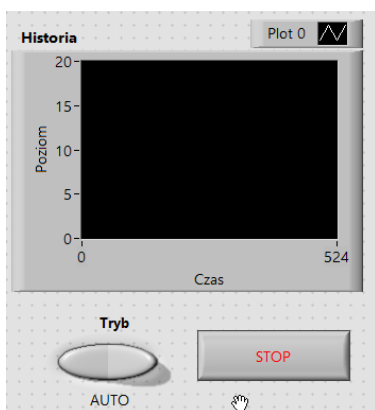 Historia
Plot 0
20
15
10
5
0
Poziom
0
524
Czas
Tryb
STOP
AUTO